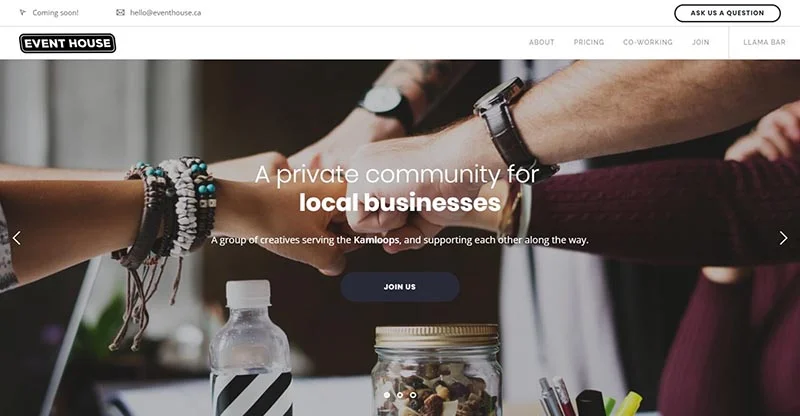 Coming soon!
hello@eventhouse.ca
ASK US A QUESTION
EVENT HOUSE
ABOUT
PRICING
CO-WORKING
JOIN
LLAMA BAR
A private community for
local businesses
A group of creatives serving the Kamloops, and supporting each other along the way.
JOIN US